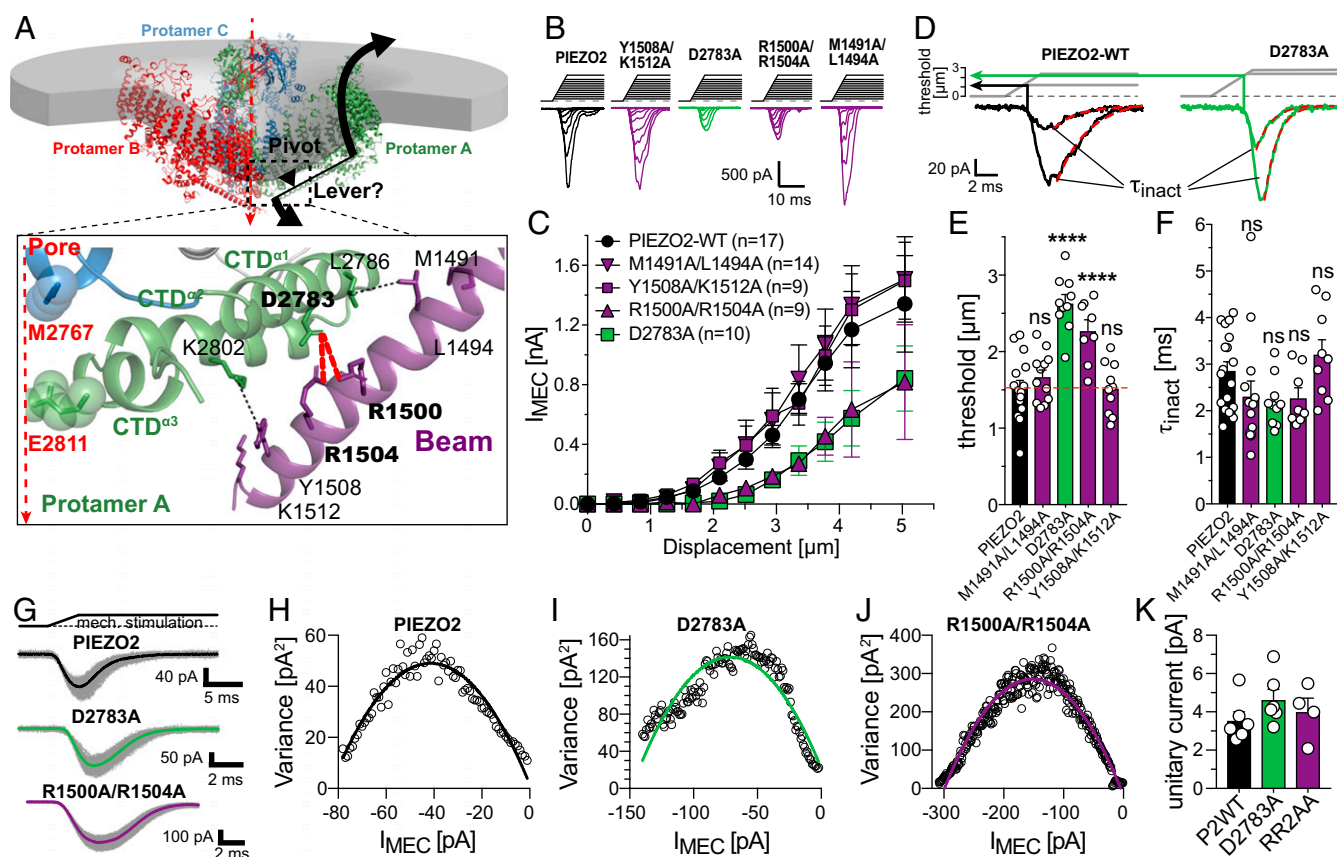 A
Protamer C
Protamer B
Pivot
Protamer A
Lever?
Pore
CTDα1
L2786
M1491
CTDα2
D2783
M2767
K2802
L1494
R1500
CTDα3
Beam
E2811
R1504
Y1508
K1512
Protamer A
B
PIEZO2
Y1508A/
K1512A
D2783A
R1500A/
R1504A
M1491A/
L1494A
500 pA
10 ms
C
PIEZO2-WT (n=17)
M1491A/L1494A (n=14)
Y1508A/K1512A (n=9)
R1500A/R1504A (n=9)
D2783A (n=10)
IMEC [nA]
1.6
1.2
0.8
0.4
0.0
0 1 2 3 4 5
Displacement [µm]
D
PIEZO2-WT
D2783A
threshold
[µm]
3
2
1
0
τinact
20 pA
2 ms
E
threshold [µm]
3
2
1
0
ns
****
****
ns
PIEZO2
M1491A/L1494A
D2783A
R1500A/R1504A
Y1508A/K1512A
F
τinact [ms]
6
5
4
3
2
1
0
ns
ns
ns
ns
PIEZO2
M1491A/L1494A
D2783A
R1500A/R1504A
Y1508A/K1512A
G
mech. stimulation
PIEZO2
40 pA
5 ms
D2783A
50 pA
2 ms
R1500A/R1504A
100 pA
2 ms
H
PIEZO2
Variance [pA2]
60
40
20
0
-80 -60 -40 -20 0
IMEC [pA]
I
D2783A
Variance [pA2]
160
120
80
40
0
-150 -100 -50 0
IMEC [pA]
J
R1500A/R1504A
Variance [pA2]
400
300
200
100
0
-300 -200 -100 0
IMEC [pA]
K
unitary current [pA]
8
6
4
2
0
P2WT
D2783A
RR2AA